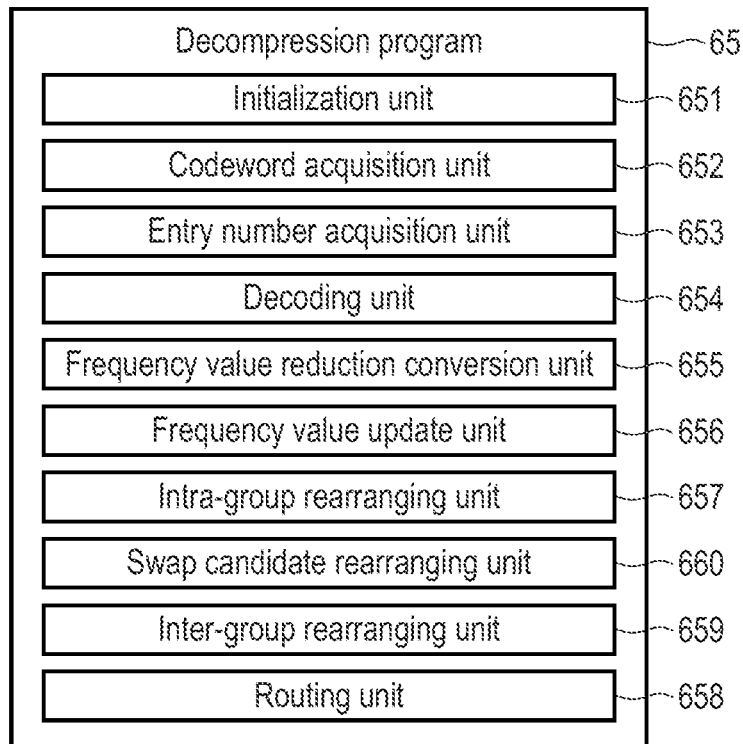 Decompression program 65
Initialization unit 651
Codeword acquisition unit 652
Entry number acquisition unit 653
Decoding unit 654
Frequency value reduction conversion unit 655
Frequency value update unit 656
Intra-group rearranging unit 657
Swap candidate rearranging unit 660
Inter-group rearranging unit 659
Routing unit 658